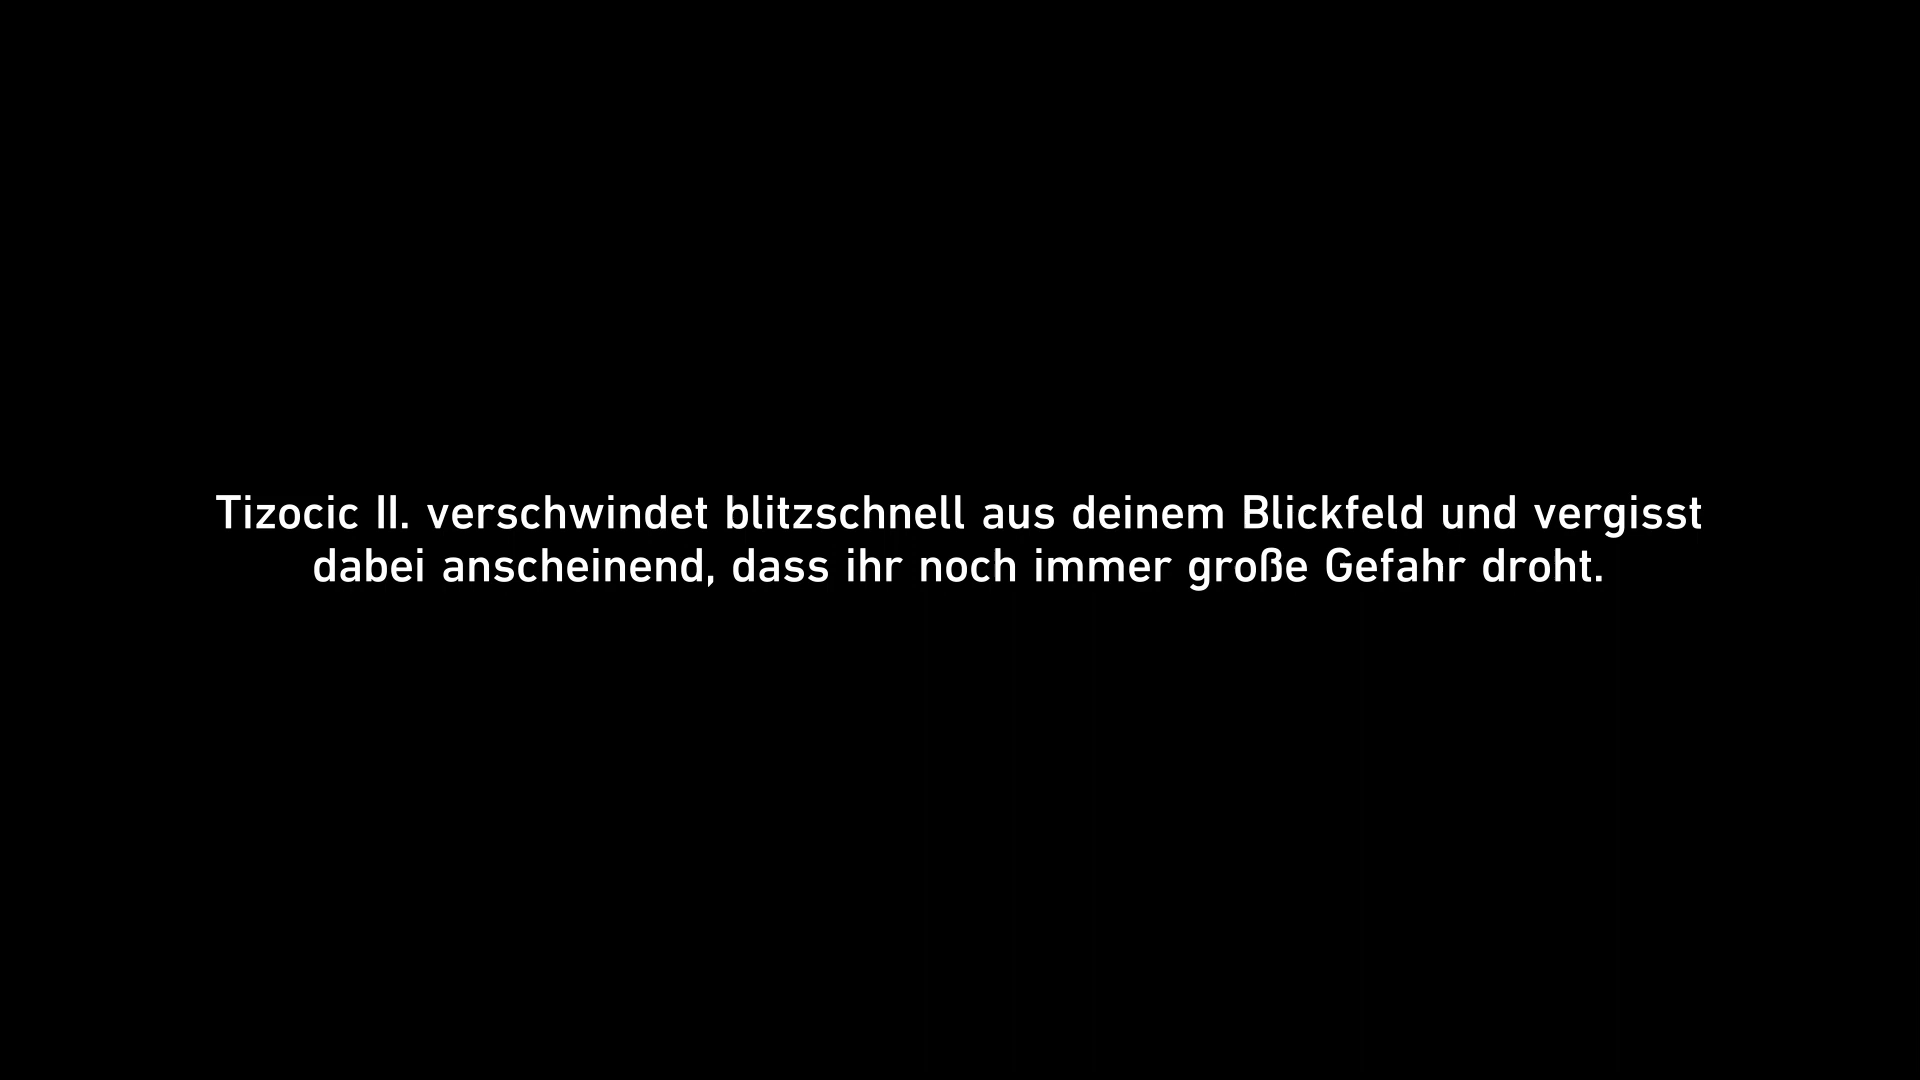 Tizocic II. verschwindet blitzschnell aus deinem Blickfeld und vergisst
dabei anscheinend, dass ihr noch immer große Gefahr droht.